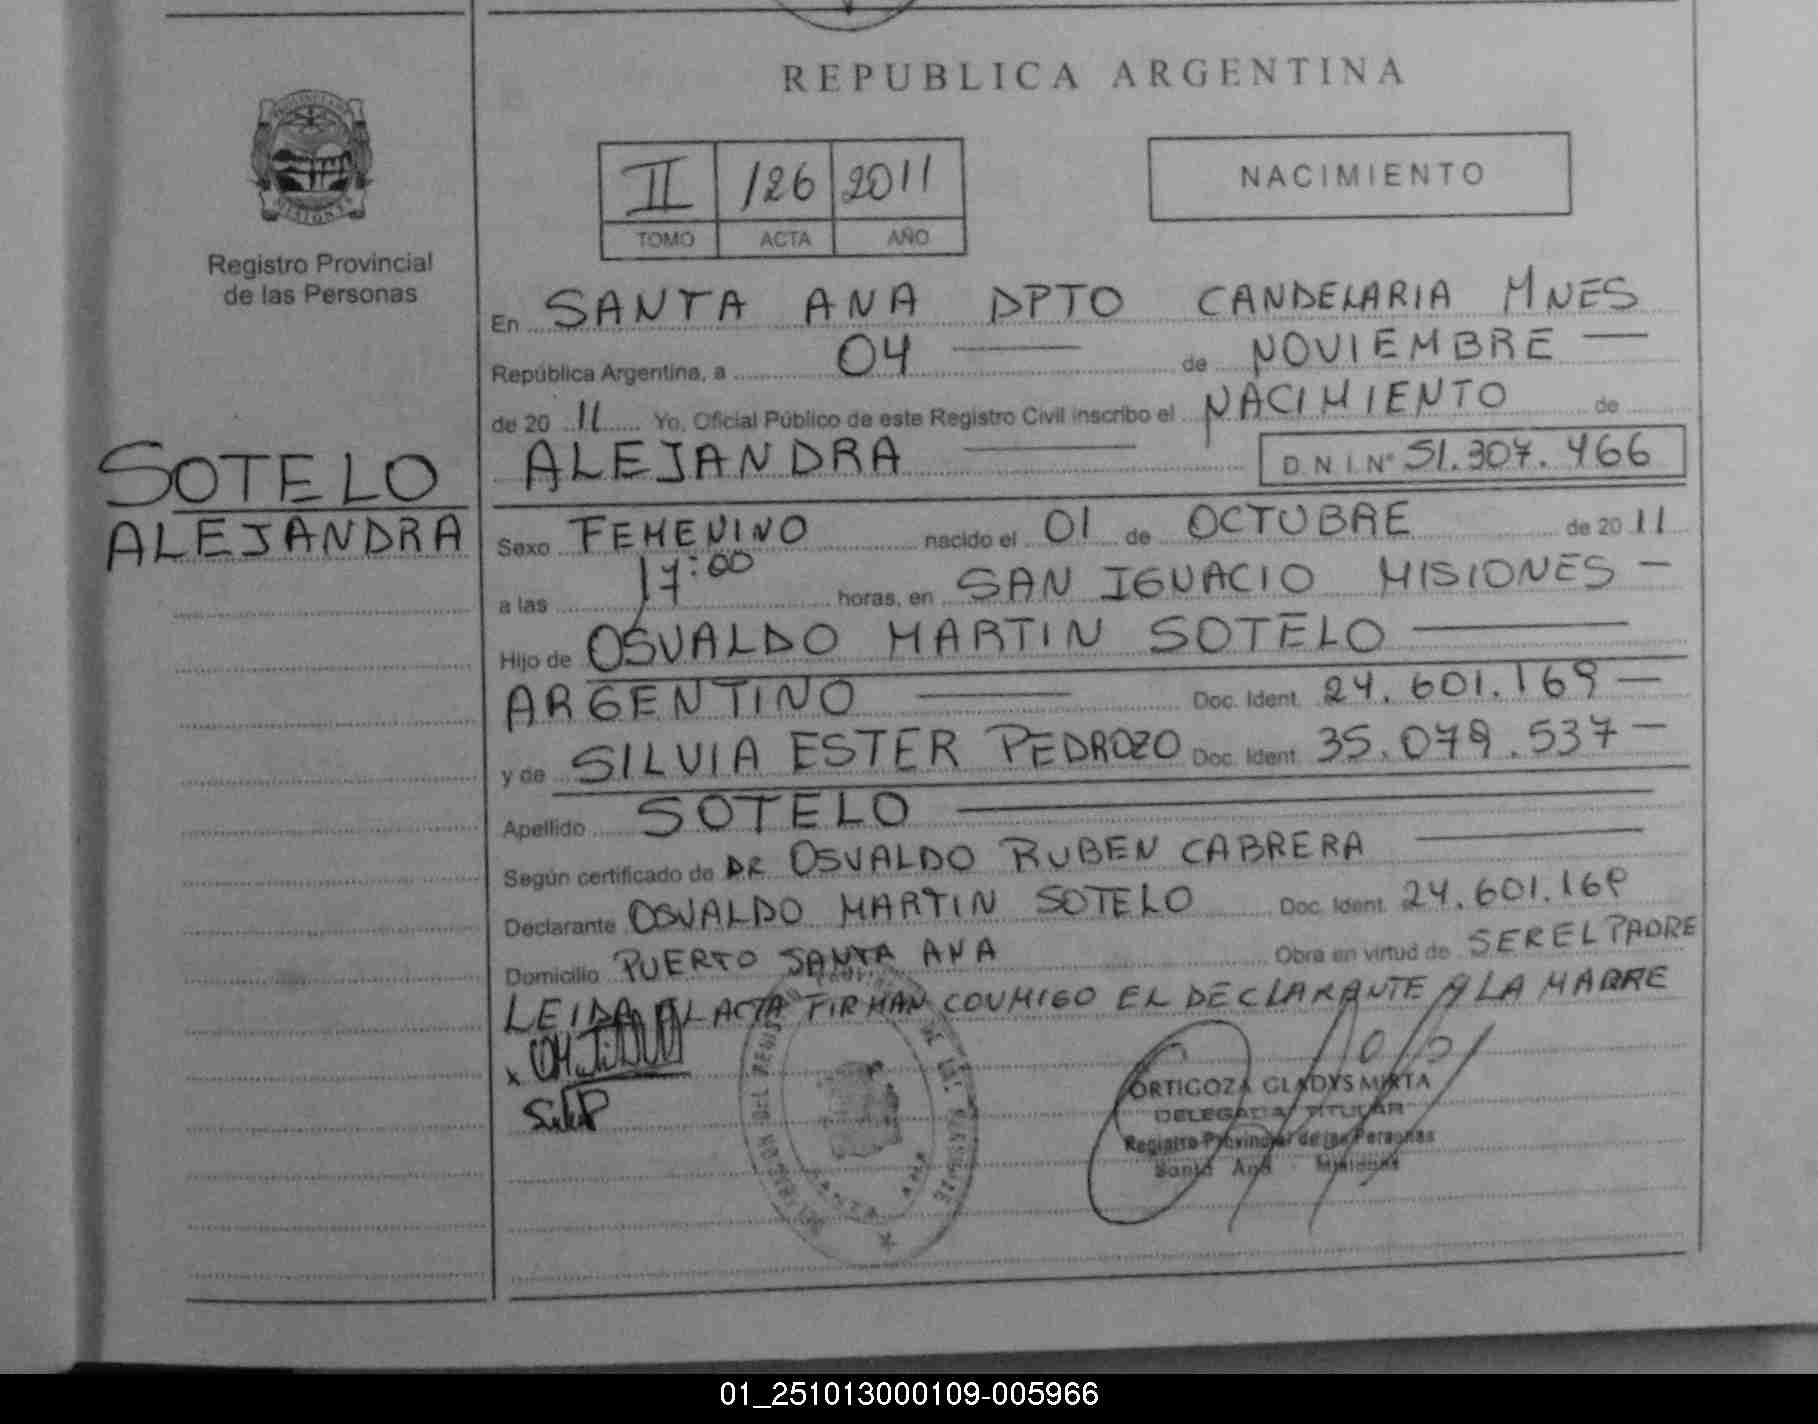 REPUBLICA ARGENTINA
II 126 2011
TOMO ACTA AÑO
NACIMIENTO
Registro Provincial
de las Personas
SOTELO
ALEJANDRA
En SANTA ANA DPTO CANDELARIA MNES
República Argentina, a 04 de NOVIEMBRE
de 20 11 Yo, Oficial Público de este Registro Civil inscribo el NACIMIENTO de
ALEJANDRA D.N.I. Nº 51.307.466
Sexo FEMENINO nacido el 01 de OCTUBRE de 20 11
a las 17:00 horas, en SAN IGNACIO MISIONES
Hijo de OSVALDO MARTIN SOTELO
ARGENTINO Doc. Ident. 24.601.169
y de SILVIA ESTER PEDROZO Doc. Ident. 35.079.537
Apellido SOTELO
Según certificado de DR OSVALDO RUBEN CABRERA
Declarante OSVALDO MARTIN SOTELO Doc. Ident. 24.601.169
Domicilio PUERTO SANTA ANA Obra en virtud de SER EL PADRE
LEIDA EL ACTA FIRMAN CONMIGO EL DECLARANTE Y LA MADRE
ORTIGOZA GLADYS MIRTA
DELEGADA TITULAR
Registro Provincial de las Personas
Santa Ana - Misiones
01_251013000109-005966